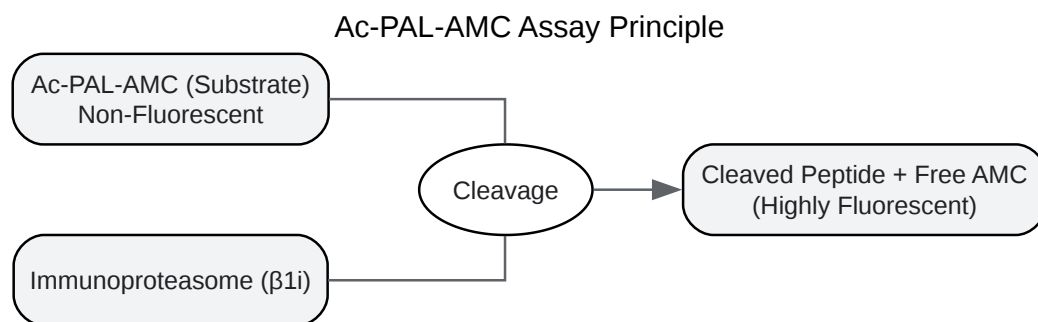 Ac-PAL-AMC Assay Principle
Ac-PAL-AMC (Substrate)
Non-Fluorescent
Cleavage
Cleaved Peptide + Free AMC
(Highly Fluorescent)
Immunoproteasome (β1i)